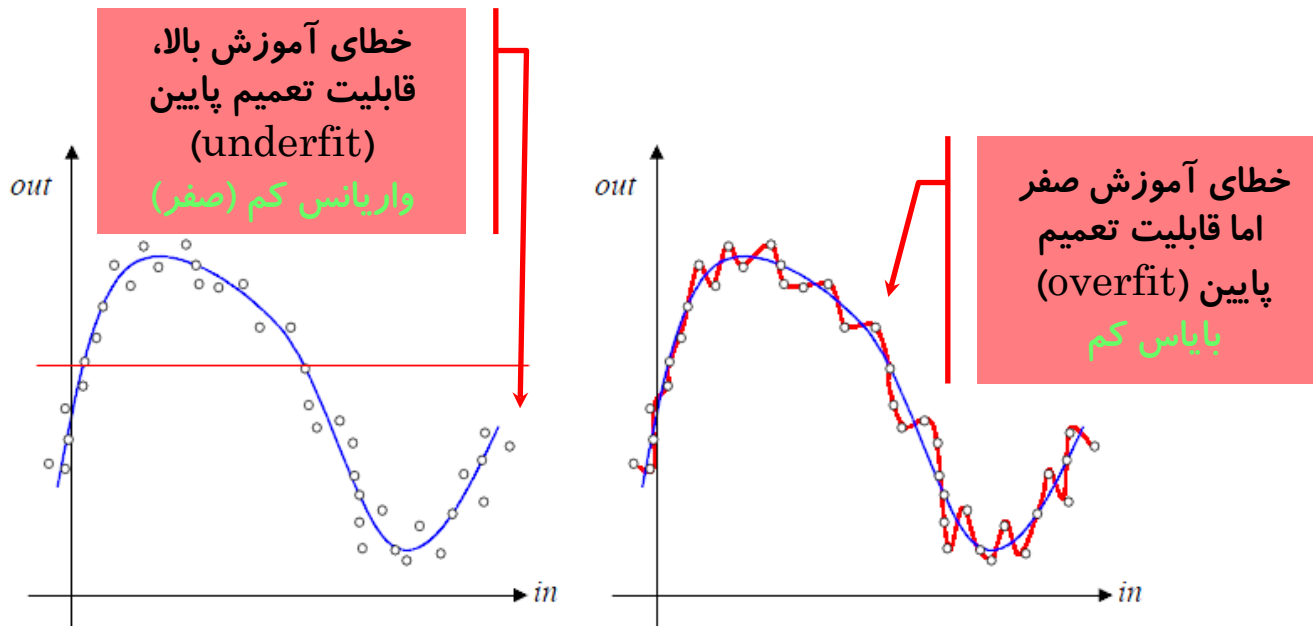 خطای آموزش بالا،
قابلیت تعمیم پایین
(underfit)
واریانس کم (صفر)
out
in
خطای آموزش صفر
اما قابلیت تعمیم
پایین (overfit)
بایاس کم
out
in